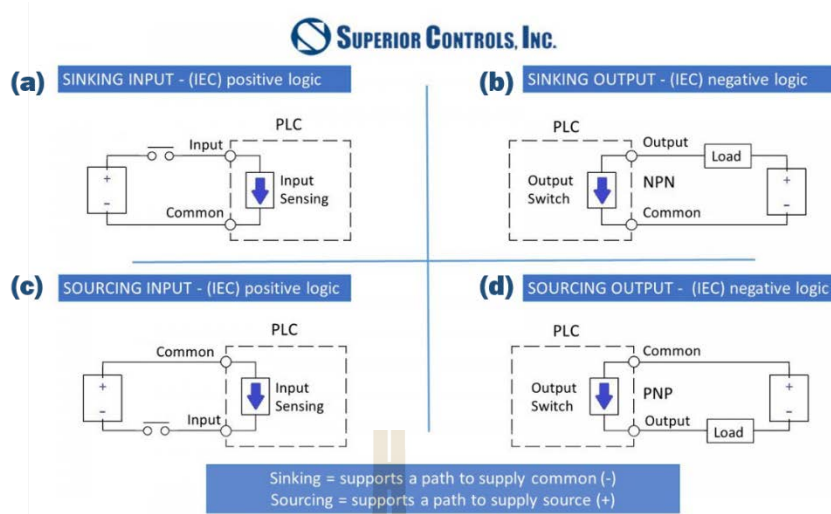 SUPERIOR CONTROLS, INC.
(a) SINKING INPUT - (IEC) positive logic
PLC
Input
+
Input
Sensing
-
Common
(b) SINKING OUTPUT - (IEC) negative logic
PLC
Output
Load
Output
Switch
NPN
+
-
Common
(c) SOURCING INPUT - (IEC) positive logic
PLC
Common
+
Input
Sensing
-
Input
(d) SOURCING OUTPUT - (IEC) negative logic
PLC
Common
Output
Switch
PNP
+
-
Output
Load
Sinking = supports a path to supply common (-)
Sourcing = supports a path to supply source (+)